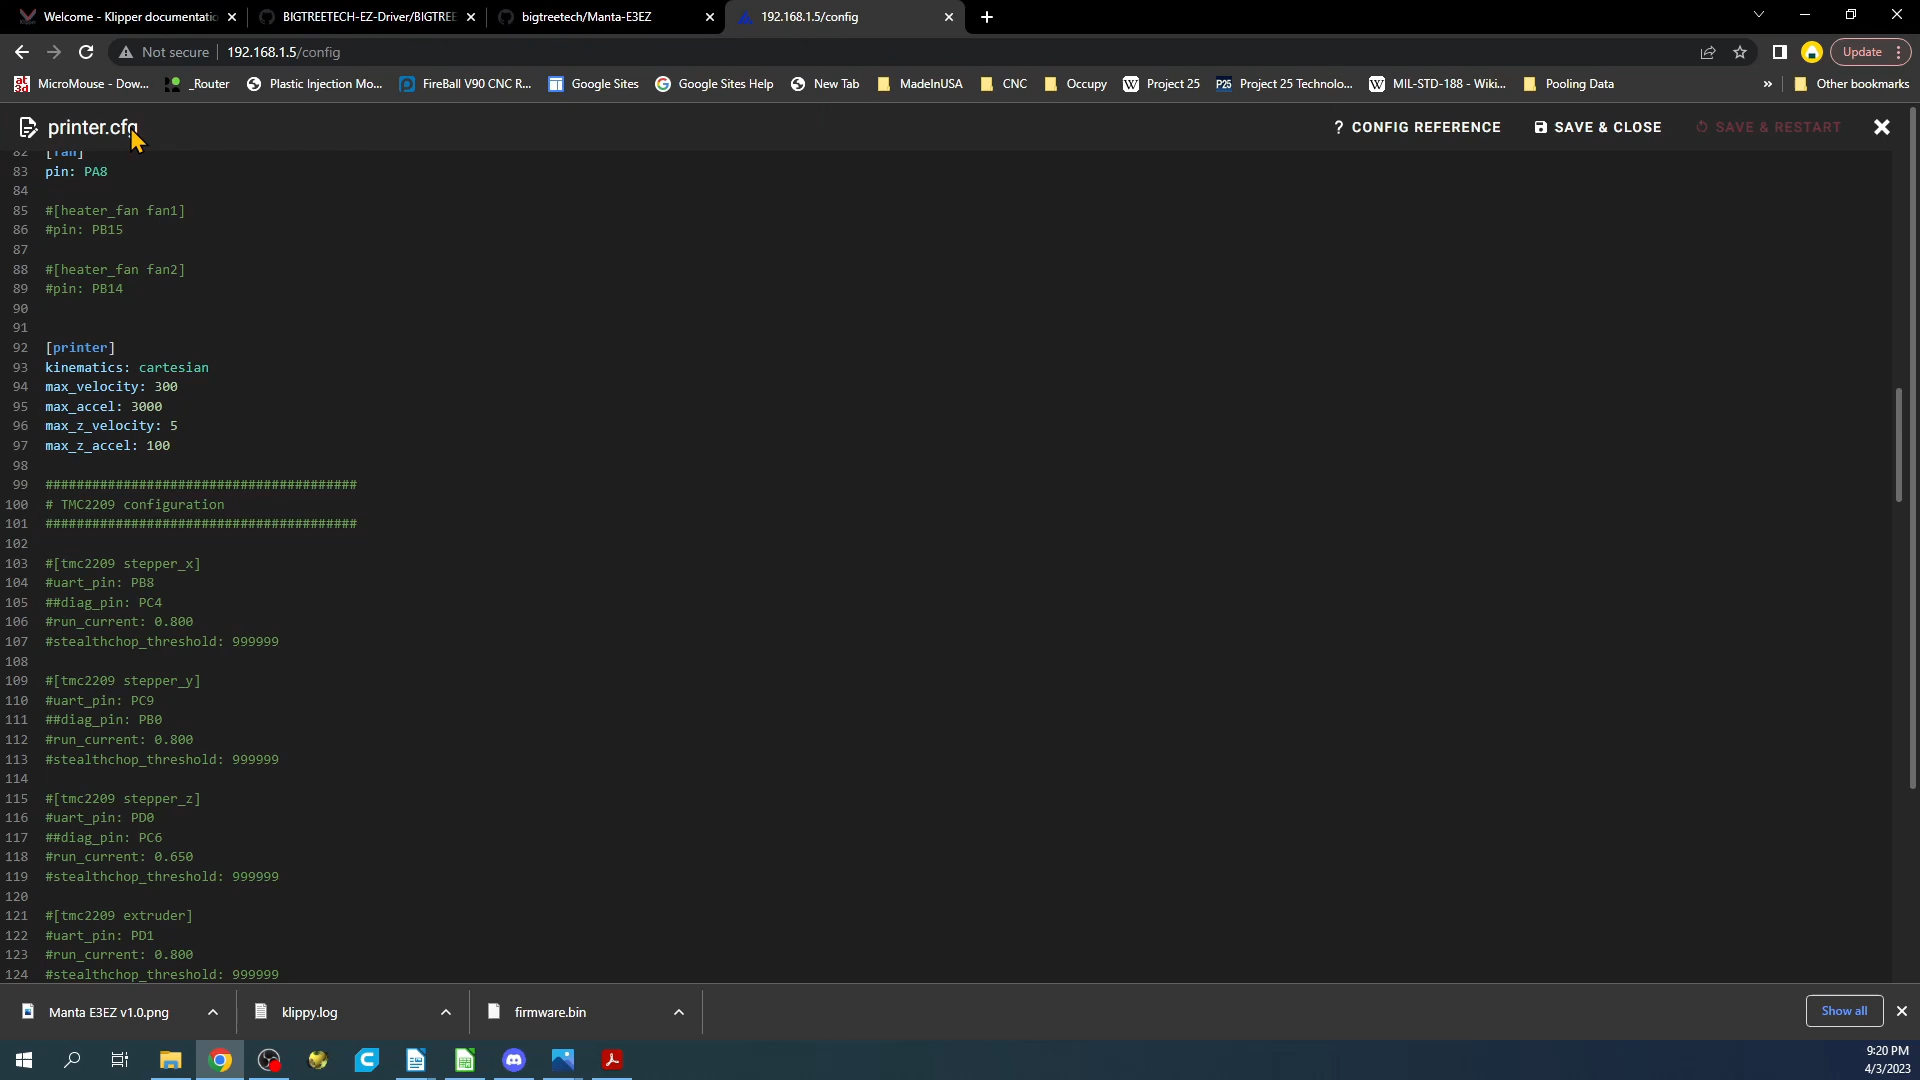 Welcome - Klipper documentatio
BIGTREETECH-EZ-Driver/BIGTREE
bigtreetech/Manta-E3EZ
192.168.1.5/config
Not secure
192.168.1.5/config
Update
MicroMouse - Dow...
_Router
Plastic Injection Mo...
FireBall V90 CNC R...
Google Sites
Google Sites Help
New Tab
MadeInUSA
CNC
Occupy
Project 25
P25
Project 25 Technolo...
MIL-STD-188 - Wiki...
Pooling Data
»
Other bookmarks
printer.cfg
? CONFIG REFERENCE
SAVE & CLOSE
SAVE & RESTART
82 [fan]
83 pin: PA8
84
85 #[heater_fan fan1]
86 #pin: PB15
87
88 #[heater_fan fan2]
89 #pin: PB14
90
91
92 [printer]
93 kinematics: cartesian
94 max_velocity: 300
95 max_accel: 3000
96 max_z_velocity: 5
97 max_z_accel: 100
98
99 ########################################
100 # TMC2209 configuration
101 ########################################
102
103 #[tmc2209 stepper_x]
104 #uart_pin: PB8
105 ##diag_pin: PC4
106 #run_current: 0.800
107 #stealthchop_threshold: 999999
108
109 #[tmc2209 stepper_y]
110 #uart_pin: PC9
111 ##diag_pin: PB0
112 #run_current: 0.800
113 #stealthchop_threshold: 999999
114
115 #[tmc2209 stepper_z]
116 #uart_pin: PD0
117 ##diag_pin: PC6
118 #run_current: 0.650
119 #stealthchop_threshold: 999999
120
121 #[tmc2209 extruder]
122 #uart_pin: PD1
123 #run_current: 0.800
124 #stealthchop_threshold: 999999
Manta E3EZ v1.0.png
klippy.log
firmware.bin
Show all
9:20 PM
4/3/2023